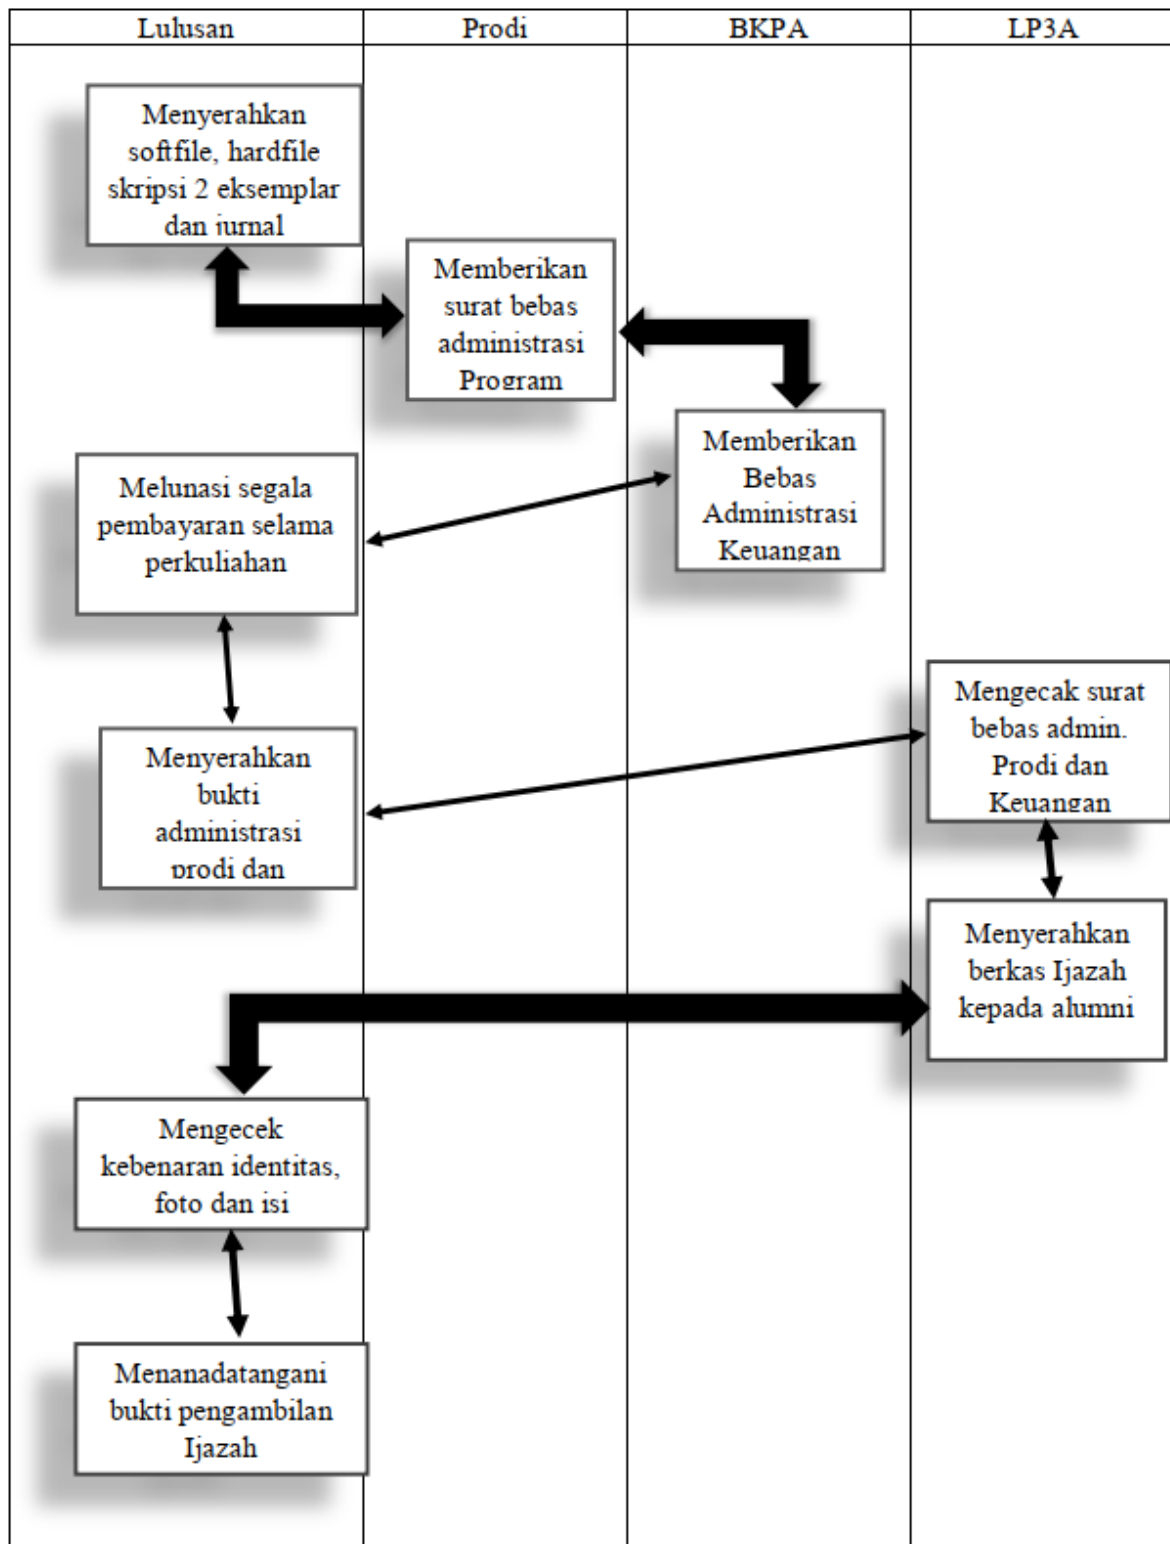 Lulusan
Prodi
BKPA
LP3A
Menyerahkan
softfile, hardfile
skripsi 2 eksemplar
dan jurnal
Memberikan
surat bebas
administrasi
Program
Memberikan
Bebas
Administrasi
Keuangan
Melunasi segala
pembayaran selama
perkuliahan
Mengecak surat
bebas admin.
Prodi dan
Keuangan
Menyerahkan
bukti
administrasi
prodi dan
Menyerahkan
berkas Ijazah
kepada alumni
Mengecek
kebenaran identitas,
foto dan isi
Menanadatangani
bukti pengambilan
Ijazah